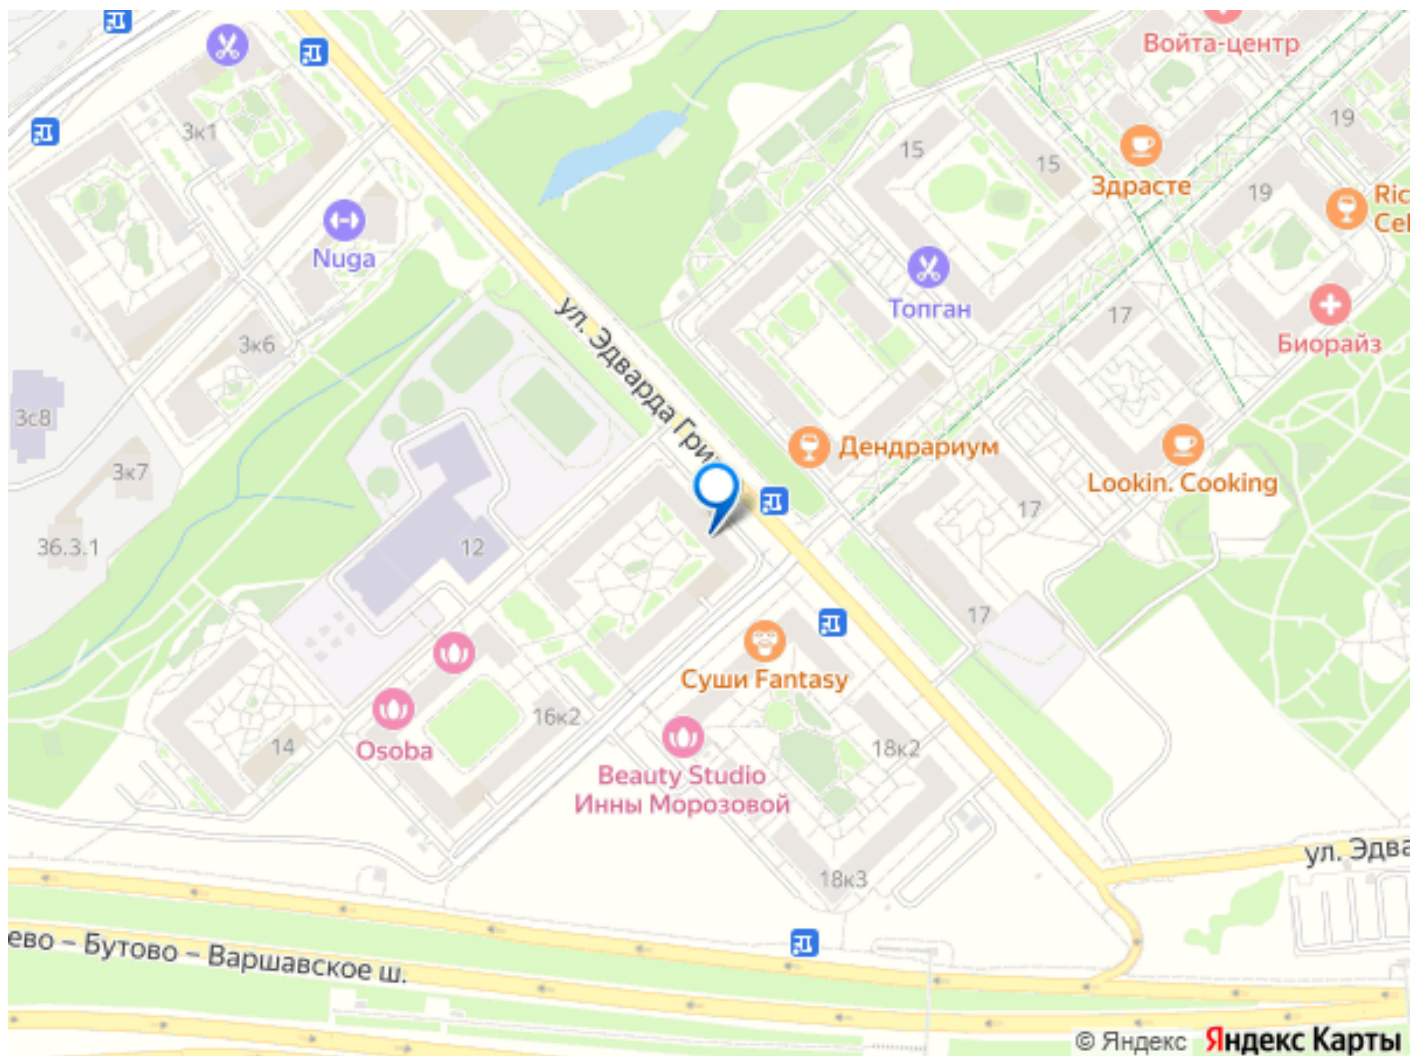 Войта-центр
3к1
19
15
15
Здрасте
19
Ric
Cel
Nuga
Топган
17
ул. Эдварда Гри
3к6
Биорайз
3с8
3к7
Дендрариум
Lookin. Cooking
17
36.3.1
12
17
Суши Fantasy
16к2
14
Osoba
18к2
Beauty Studio
Инны Морозовой
18к3
ул. Эдва
ево – Бутово – Варшавское ш.
© Яндекс Яндекс Карты